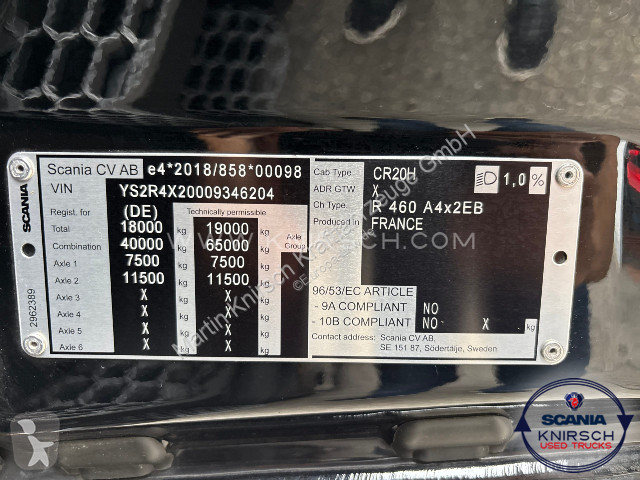 SCANIA
2962389
Scania CV AB e4*2018/858*00098
VIN YS2R4X20009346204
Regist. for (DE) Technically permissible
Total 18000 kg 19000 kg Axle Group
Combination 40000 kg 65000 kg
Axle 1 7500 kg 7500 kg
Axle 2 11500 kg 11500 kg
Axle 3 X kg X kg
Axle 4 X kg X kg
Axle 5 X kg X kg
Axle 6 X kg X kg
Cab Type CR20H 1,0 %
ADR GTW X
Ch Type R 460 A4x2EB
Produced in FRANCE
96/53/EC ARTICLE
- 9A COMPLIANT NO
- 10B COMPLIANT NO - X kg
Contact address: Scania CV AB,
SE 151 87, Södertälje, Sweden
SCANIA
KNIRSCH
USED TRUCKS